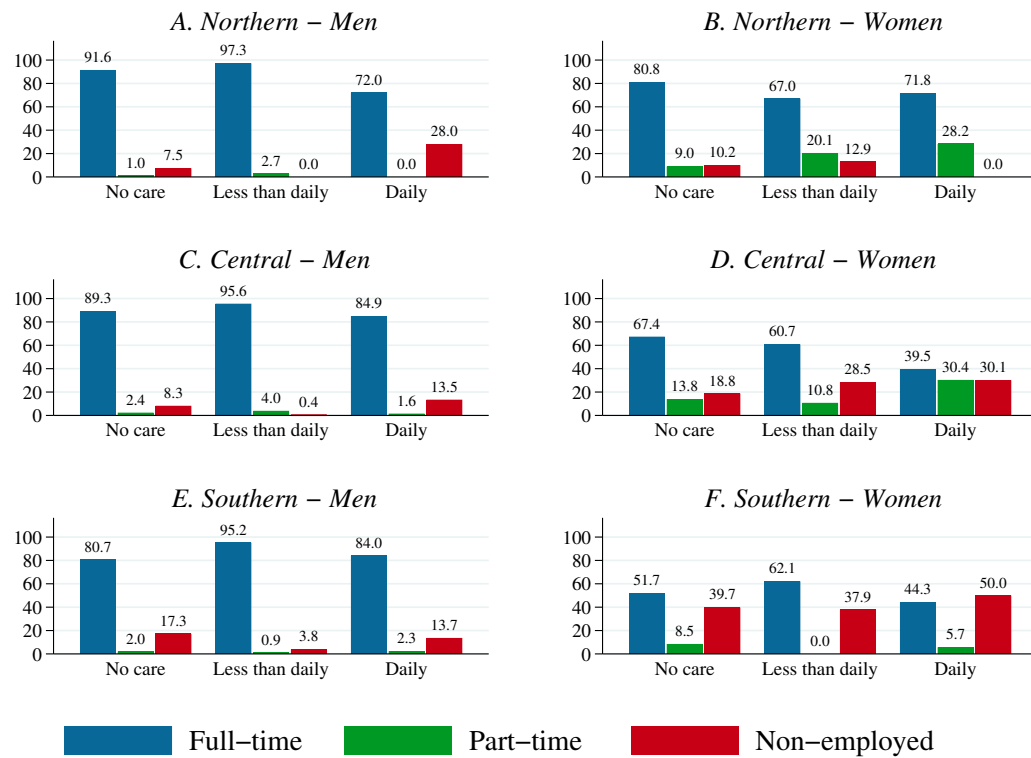 A. Northern − Men
100
80
60
40
20
0
91.6 1.0 7.5
97.3 2.7 0.0
72.0 0.0 28.0
No care Less than daily Daily
B. Northern − Women
100
80
60
40
20
0
80.8 9.0 10.2
67.0 20.1 12.9
71.8 28.2 0.0
No care Less than daily Daily
C. Central − Men
100
80
60
40
20
0
89.3 2.4 8.3
95.6 4.0 0.4
84.9 1.6 13.5
No care Less than daily Daily
D. Central − Women
100
80
60
40
20
0
67.4 13.8 18.8
60.7 10.8 28.5
39.5 30.4 30.1
No care Less than daily Daily
E. Southern − Men
100
80
60
40
20
0
80.7 2.0 17.3
95.2 0.9 3.8
84.0 2.3 13.7
No care Less than daily Daily
F. Southern − Women
100
80
60
40
20
0
51.7 8.5 39.7
62.1 0.0 37.9
44.3 5.7 50.0
No care Less than daily Daily
Full−time Part−time Non−employed